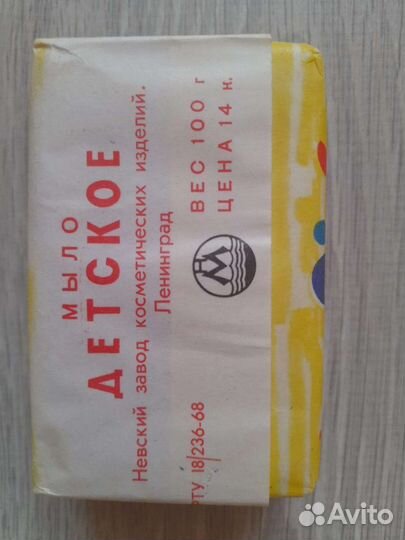 МЫЛО
ДЕТСКОЕ
Невский завод косметических изделий.
Ленинград
ВЕС 100 г
ЦЕНА 14 к.
РТУ 18/236-68
Avito